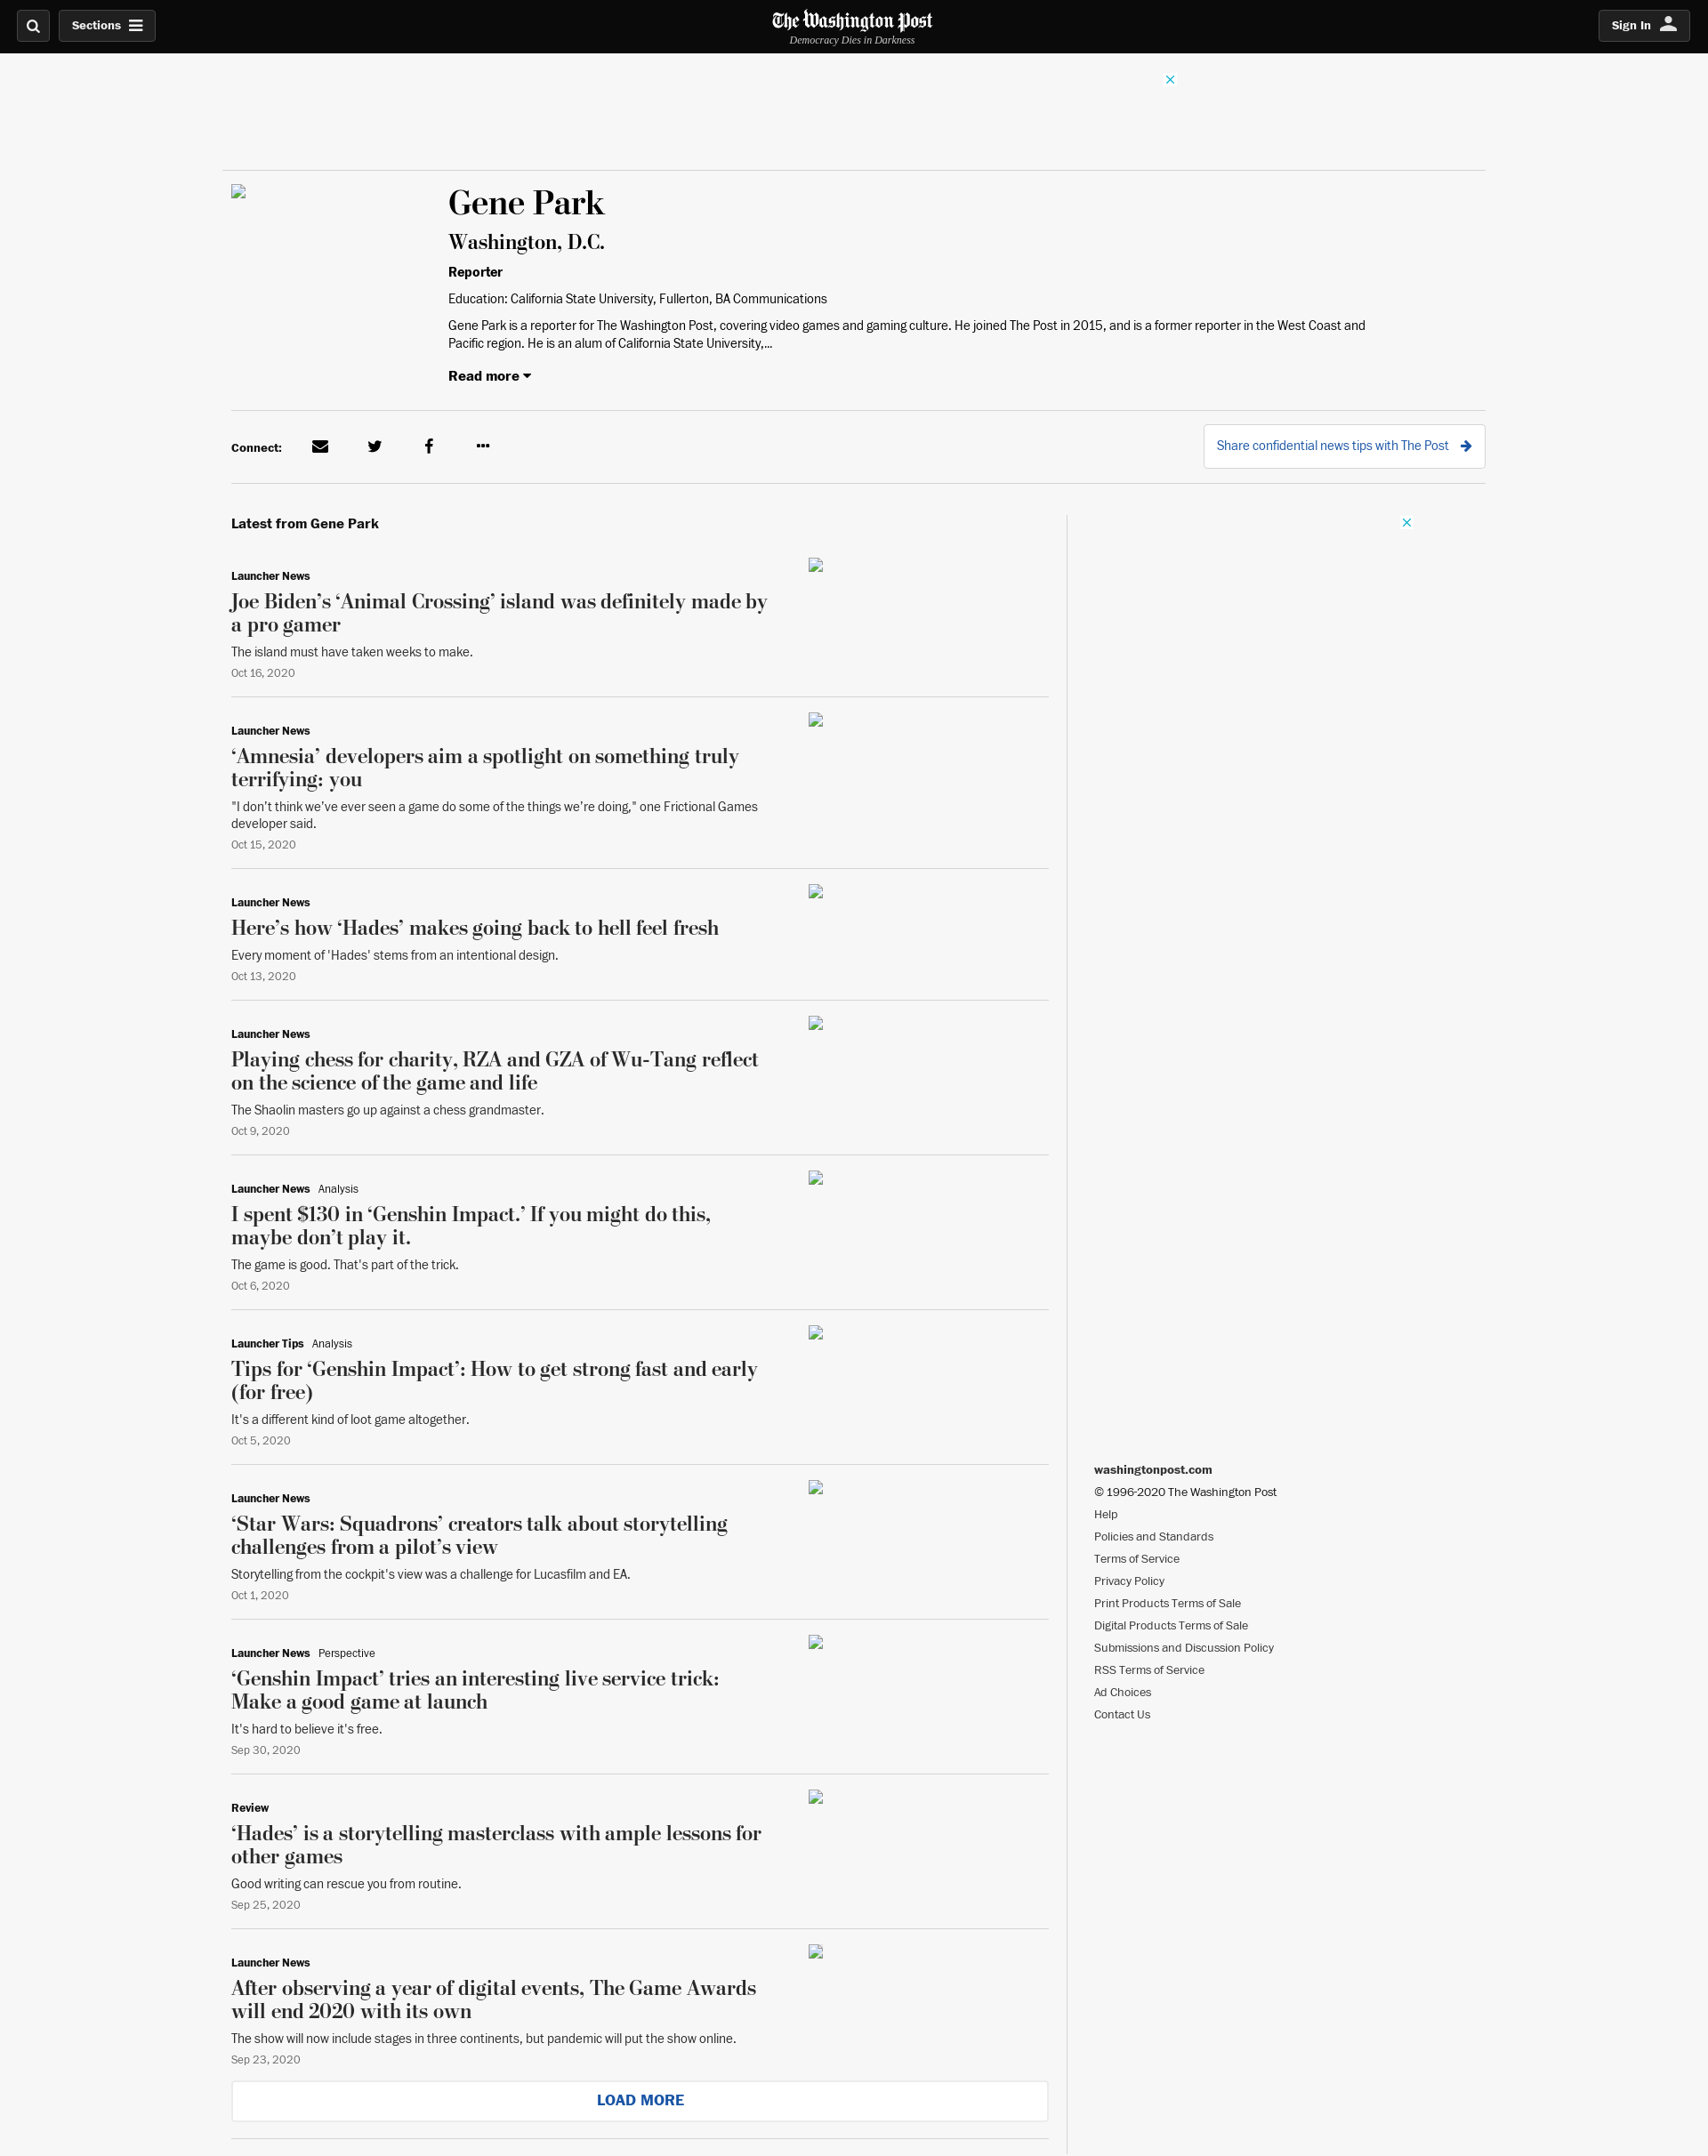 Sections
The Washington Post
Democracy Dies in Darkness
Sign In
Gene Park
Washington, D.C.
Reporter
Education: California State University, Fullerton, BA Communications
Gene Park is a reporter for The Washington Post, covering video games and gaming culture. He joined The Post in 2015, and is a former reporter in the West Coast and
Pacific region. He is an alum of California State University,...
Read more
Connect:
Share confidential news tips with The Post
Latest from Gene Park
Launcher News
Joe Biden’s ‘Animal Crossing’ island was definitely made by
a pro gamer
The island must have taken weeks to make.
Oct 16, 2020
Launcher News
‘Amnesia’ developers aim a spotlight on something truly
terrifying: you
"I don’t think we’ve ever seen a game do some of the things we’re doing," one Frictional Games
developer said.
Oct 15, 2020
Launcher News
Here’s how ‘Hades’ makes going back to hell feel fresh
Every moment of 'Hades' stems from an intentional design.
Oct 13, 2020
Launcher News
Playing chess for charity, RZA and GZA of Wu-Tang reflect
on the science of the game and life
The Shaolin masters go up against a chess grandmaster.
Oct 9, 2020
Launcher News Analysis
I spent $130 in ‘Genshin Impact.’ If you might do this,
maybe don’t play it.
The game is good. That's part of the trick.
Oct 6, 2020
Launcher Tips Analysis
Tips for ‘Genshin Impact’: How to get strong fast and early
(for free)
It's a different kind of loot game altogether.
Oct 5, 2020
Launcher News
‘Star Wars: Squadrons’ creators talk about storytelling
challenges from a pilot’s view
Storytelling from the cockpit's view was a challenge for Lucasfilm and EA.
Oct 1, 2020
Launcher News Perspective
‘Genshin Impact’ tries an interesting live service trick:
Make a good game at launch
It's hard to believe it's free.
Sep 30, 2020
Review
‘Hades’ is a storytelling masterclass with ample lessons for
other games
Good writing can rescue you from routine.
Sep 25, 2020
Launcher News
After observing a year of digital events, The Game Awards
will end 2020 with its own
The show will now include stages in three continents, but pandemic will put the show online.
Sep 23, 2020
LOAD MORE
washingtonpost.com
© 1996-2020 The Washington Post
Help
Policies and Standards
Terms of Service
Privacy Policy
Print Products Terms of Sale
Digital Products Terms of Sale
Submissions and Discussion Policy
RSS Terms of Service
Ad Choices
Contact Us